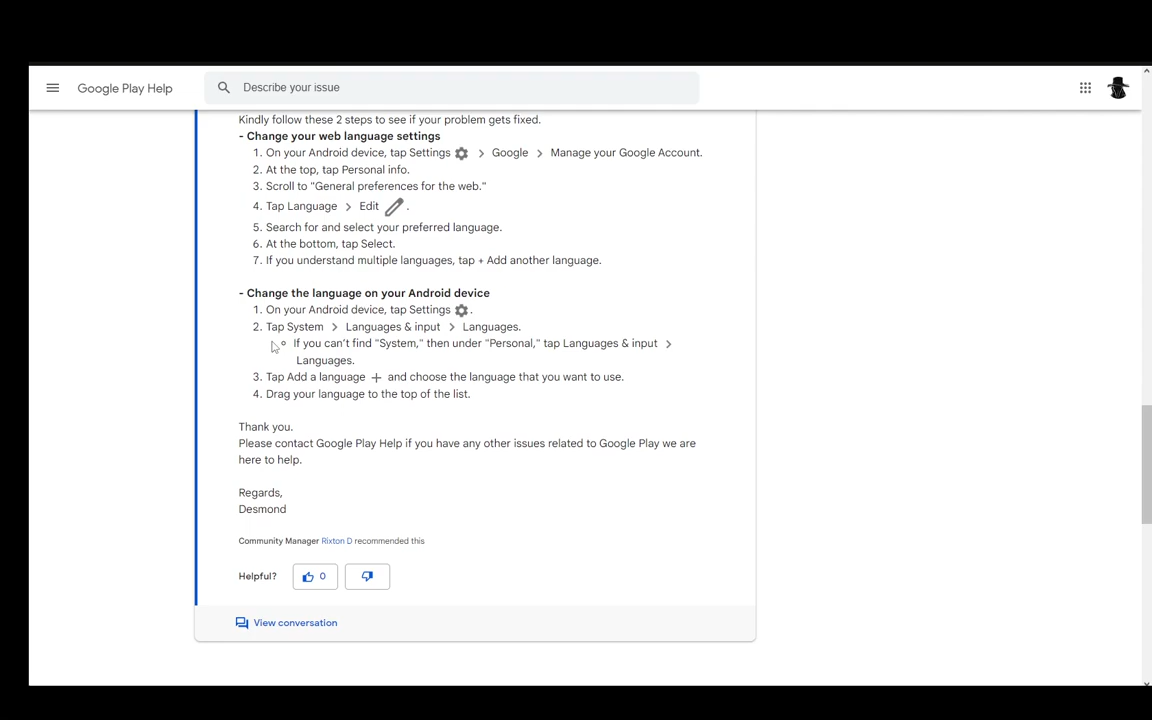 Google Play Help
Describe your issue
Kindly follow these 2 steps to see if your problem gets fixed.
- Change your web language settings
1. On your Android device, tap Settings > Google > Manage your Google Account.
2. At the top, tap Personal info.
3. Scroll to "General preferences for the web."
4. Tap Language > Edit .
5. Search for and select your preferred language.
6. At the bottom, tap Select.
7. If you understand multiple languages, tap + Add another language.
- Change the language on your Android device
1. On your Android device, tap Settings .
2. Tap System > Languages & input > Languages.
If you can't find "System," then under "Personal," tap Languages & input >
Languages.
3. Tap Add a language + and choose the language that you want to use.
4. Drag your language to the top of the list.
Thank you.
Please contact Google Play Help if you have any other issues related to Google Play we are
here to help.
Regards,
Desmond
Community Manager Rixton D recommended this
Helpful? 0
View conversation